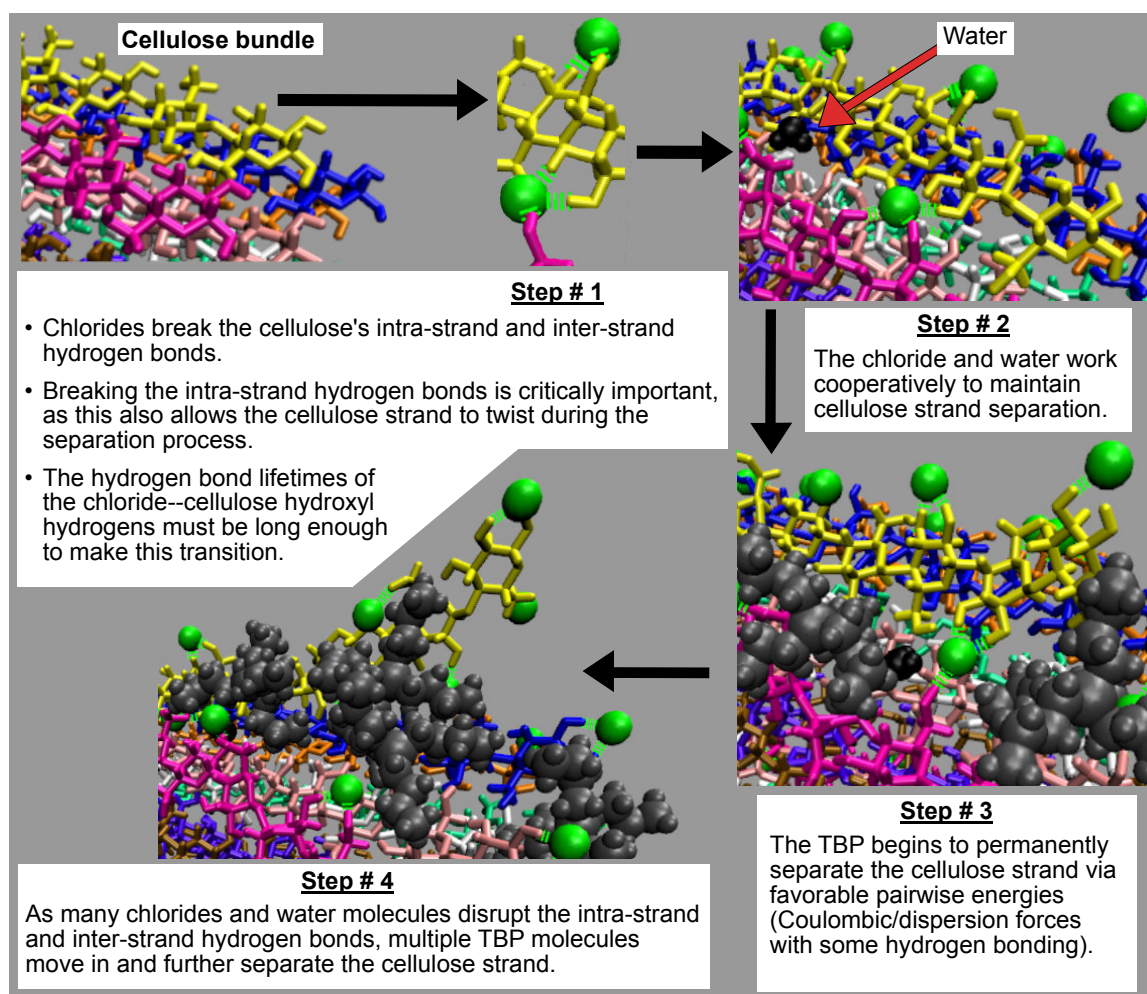 Cellulose bundle
Water
Step # 1
• Chlorides break the cellulose's intra-strand and inter-strand
hydrogen bonds.
• Breaking the intra-strand hydrogen bonds is critically important,
as this also allows the cellulose strand to twist during the
separation process.
• The hydrogen bond lifetimes of
the chloride--cellulose hydroxyl
hydrogens must be long enough
to make this transition.
Step # 2
The chloride and water work
cooperatively to maintain
cellulose strand separation.
Step # 3
The TBP begins to permanently
separate the cellulose strand via
favorable pairwise energies
(Coulombic/dispersion forces
with some hydrogen bonding).
Step # 4
As many chlorides and water molecules disrupt the intra-strand
and inter-strand hydrogen bonds, multiple TBP molecules
move in and further separate the cellulose strand.